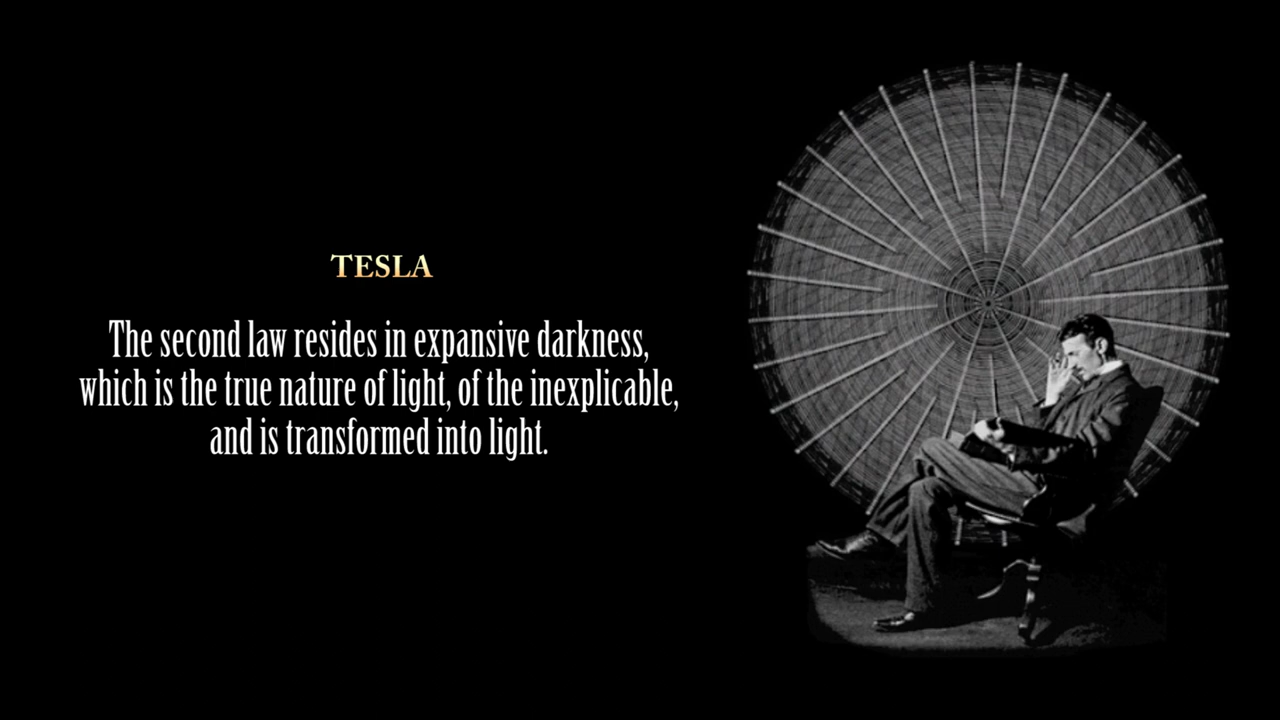 TESLA
The second law resides in expansive darkness,
which is the true nature of light, of the inexplicable,
and is transformed into light.